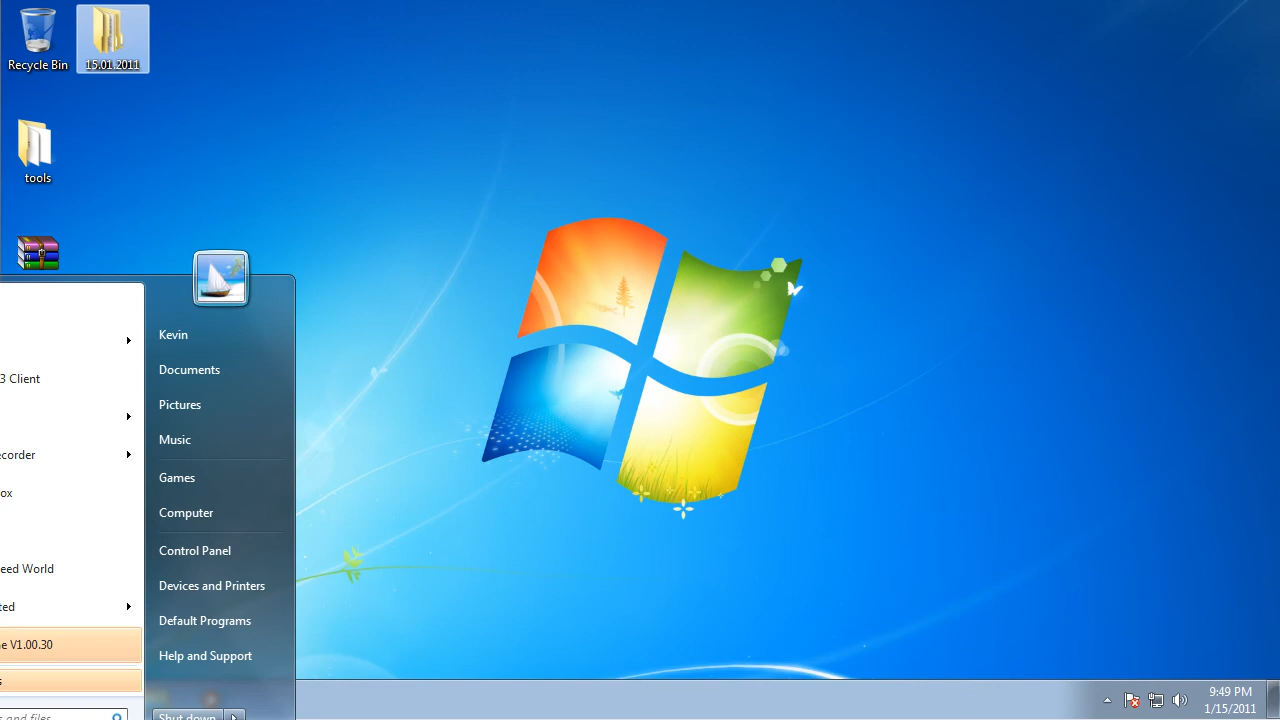 Recycle Bin
15.01.2011
tools
Kevin
Documents
3 Client
Pictures
Music
ecorder
Games
ox
Computer
Control Panel
eed World
Devices and Printers
ted
Default Programs
e V1.00.30
Help and Support
s
s and files
Shut down
9:49 PM
1/15/2011